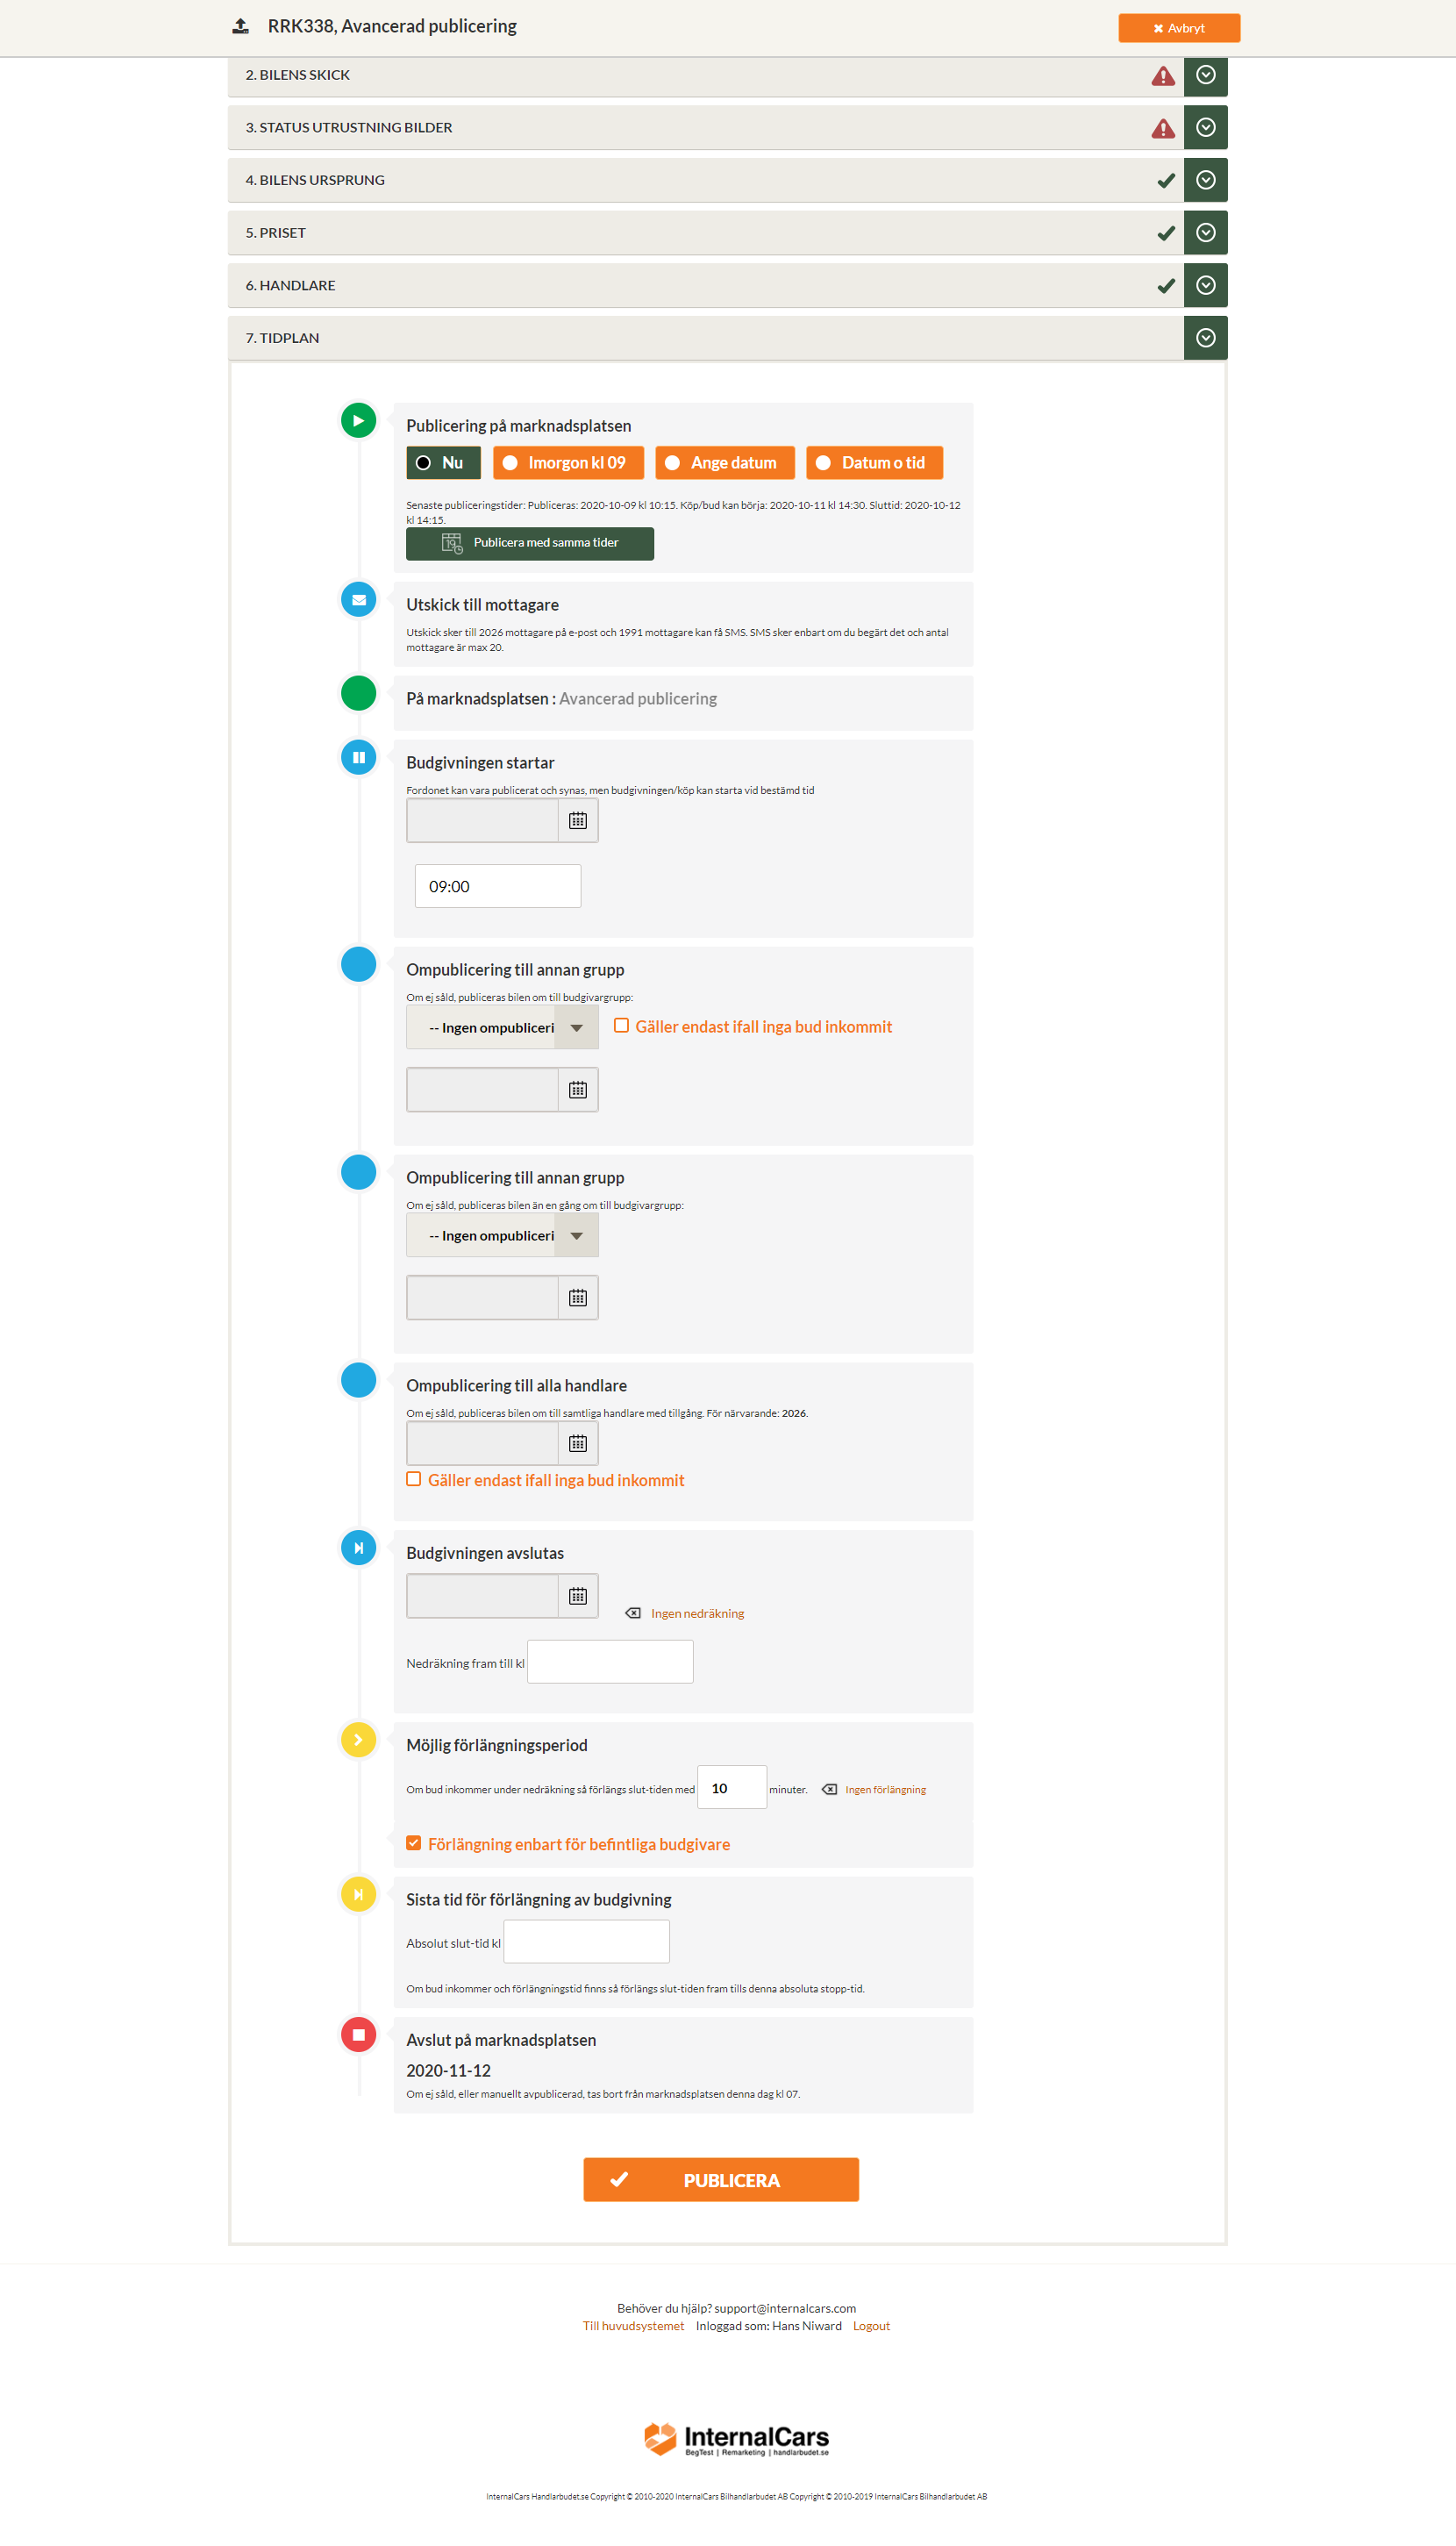 RRK338, Avancerad publicering
Avbryt
2. BILENS SKICK
3. STATUS UTRUSTNING BILDER
4. BILENS URSPRUNG
5. PRISET
6. HANDLARE
7. TIDPLAN
Publicering på marknadsplatsen
Nu
Imorgon kl 09
Ange datum
Datum o tid
Senaste publiceringstider: Publiceras: 2020-10-09 kl 10:15. Köp/bud kan börja: 2020-10-11 kl 14:30. Sluttid: 2020-10-12
kl 14:15.
Publicera med samma tider
Utskick till mottagare
Utskick sker till 2026 mottagare på e-post och 1991 mottagare kan få SMS. SMS sker enbart om du begärt det och antal
mottagare är max 20.
På marknadsplatsen : Avancerad publicering
Budgivningen startar
Fordonet kan vara publicerat och synas, men budgivningen/köp kan starta vid bestämd tid
09:00
Ompublicering till annan grupp
Om ej såld, publiceras bilen om till budgivargrupp:
-- Ingen ompubliceri
Gäller endast ifall inga bud inkommit
Ompublicering till annan grupp
Om ej såld, publiceras bilen än en gång om till budgivargrupp:
-- Ingen ompubliceri
Ompublicering till alla handlare
Om ej såld, publiceras bilen om till samtliga handlare med tillgång. För närvarande: 2026.
Gäller endast ifall inga bud inkommit
Budgivningen avslutas
Ingen nedräkning
Nedräkning fram till kl
Möjlig förlängningsperiod
Om bud inkommer under nedräkning så förlängs slut-tiden med 10 minuter. Ingen förlängning
Förlängning enbart för befintliga budgivare
Sista tid för förlängning av budgivning
Absolut slut-tid kl
Om bud inkommer och förlängningstid finns så förlängs slut-tiden fram tills denna absoluta stopp-tid.
Avslut på marknadsplatsen
2020-11-12
Om ej såld, eller manuellt avpublicerad, tas bort från marknadsplatsen denna dag kl 07.
PUBLICERA
Behöver du hjälp? support@internalcars.com
Till huvudsystemet Inloggad som: Hans Niward Logout
InternalCars
BegTest | Remarketing | handlarbudet.se
InternalCars Handlarbudet.se Copyright © 2010-2020 InternalCars Bilhandlarbudet AB Copyright © 2010-2019 InternalCars Bilhandlarbudet AB